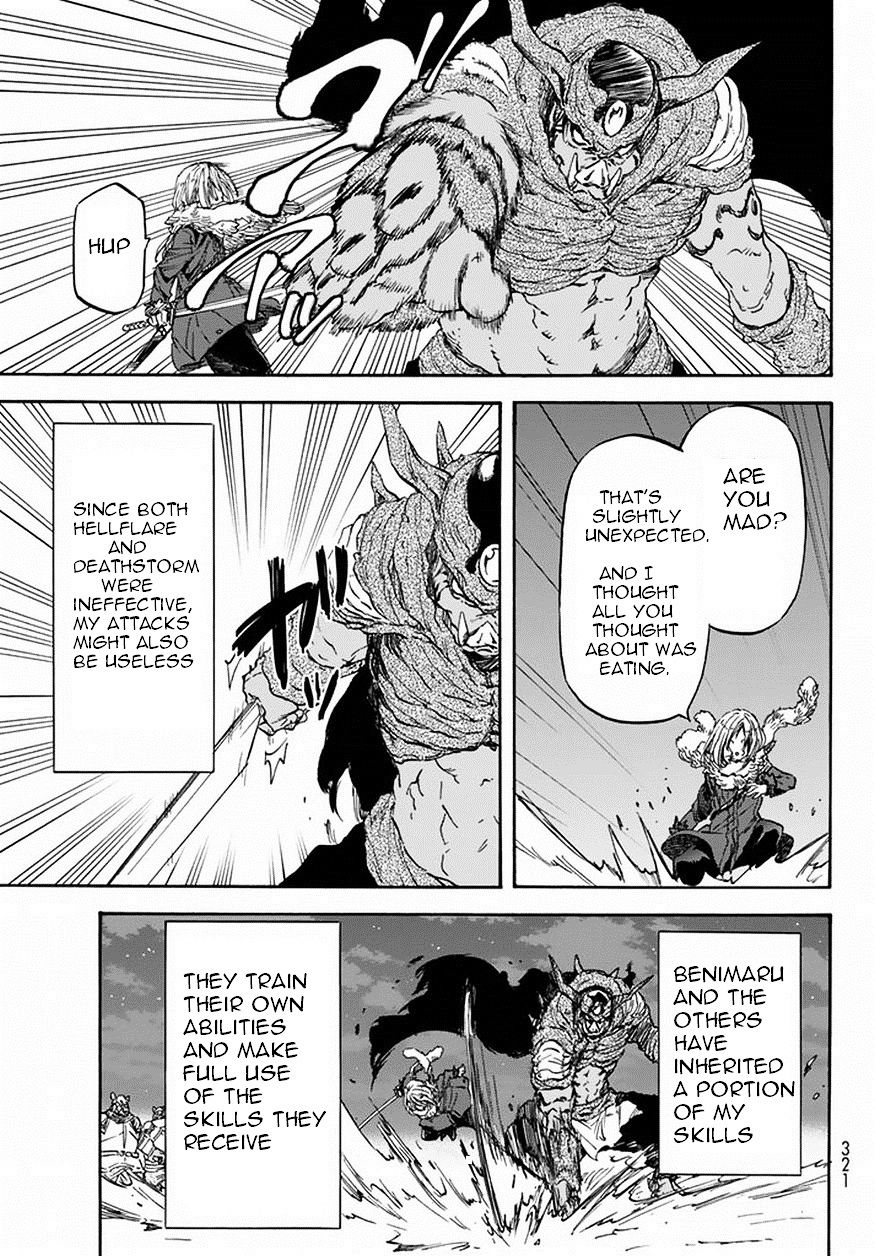 HUP
ARE
YOU
MAD?
THAT'S
SLIGHTLY
UNEXPECTED.
AND I
THOUGHT
ALL YOU
THOUGHT
ABOUT WAS
EATING.
SINCE BOTH
HELLFLARE
AND
DEATHSTORM
WERE
INEFFECTIVE,
MY ATTACKS
MIGHT ALSO
BE USELESS
BENIMARU
AND THE
OTHERS
HAVE
INHERITED
A PORTION
OF MY
SKILLS
THEY TRAIN
THEIR OWN
ABILITIES
AND MAKE
FULL USE
OF THE
SKILLS THEY
RECEIVE
321